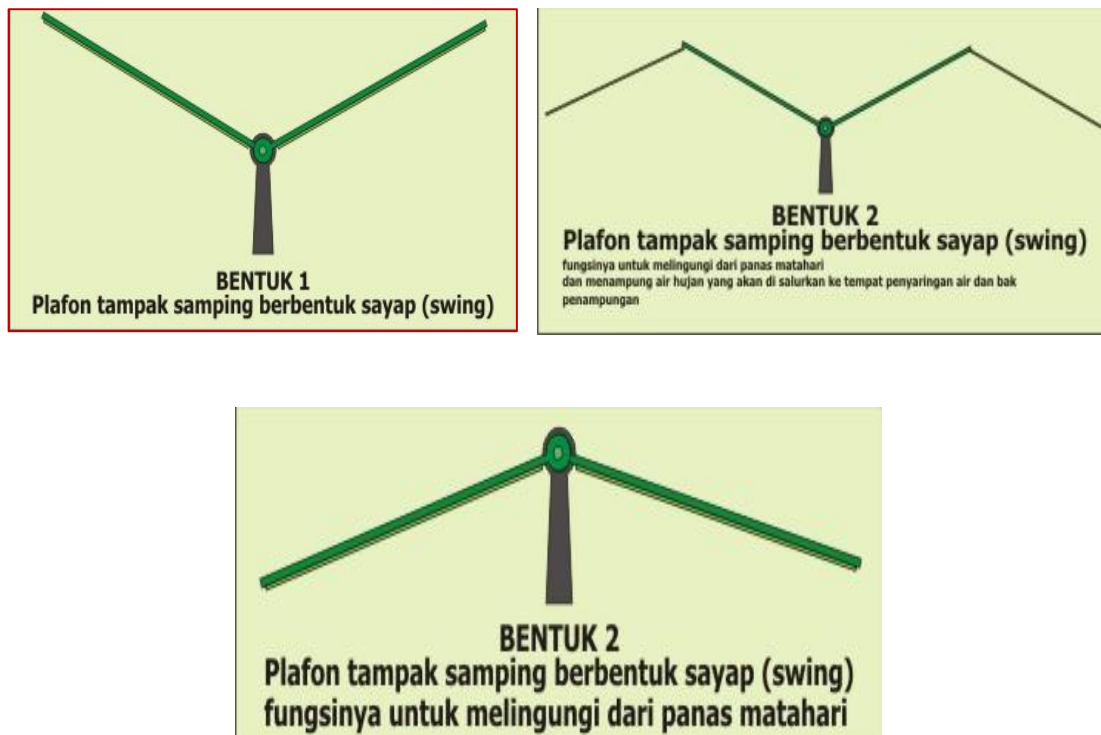 BENTUK 1
Plafon tampak samping berbentuk sayap (swing)
BENTUK 2
Plafon tampak samping berbentuk sayap (swing)
fungsinya untuk melingungi dari panas matahari
dan menampung air hujan yang akan di salurkan ke tempat penyaringan air dan bak
penampungan
BENTUK 2
Plafon tampak samping berbentuk sayap (swing)
fungsinya untuk melingungi dari panas matahari